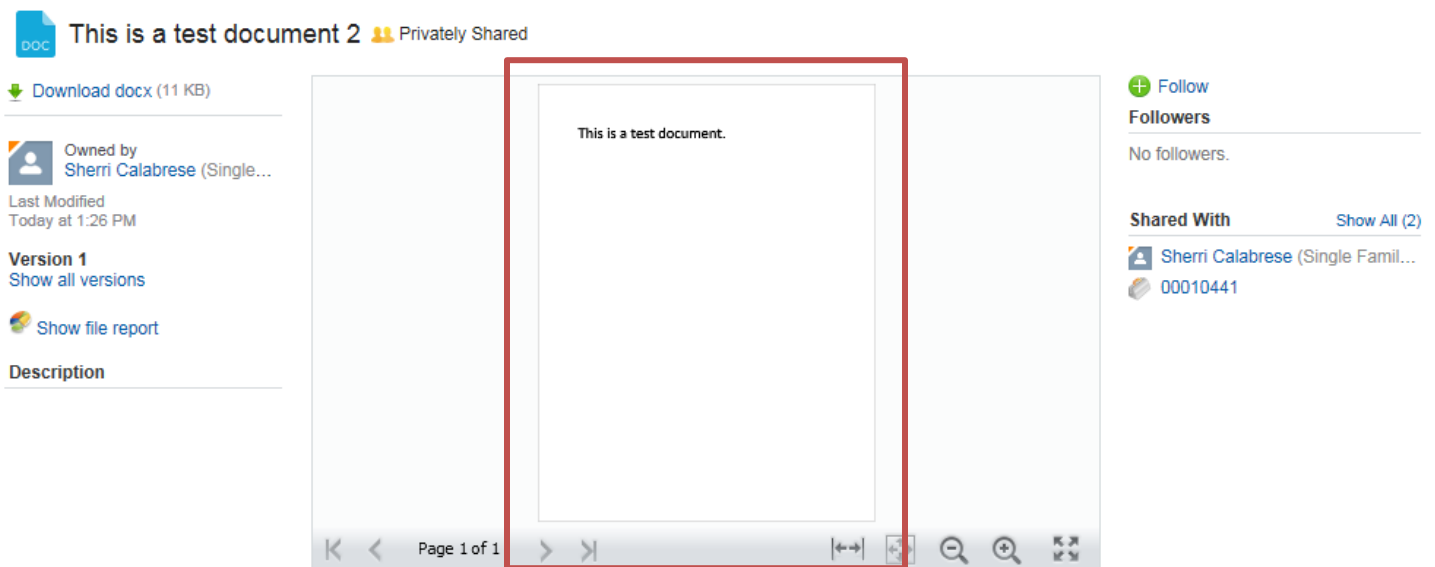 DOC
This is a test document 2 Privately Shared
Download docx (11 KB)
Owned by
Sherri Calabrese (Single...
Last Modified
Today at 1:26 PM
Version 1
Show all versions
Show file report
Description
This is a test document.
Page 1 of 1
Follow
Followers
No followers.
Shared With Show All (2)
Sherri Calabrese (Single Famil...
00010441